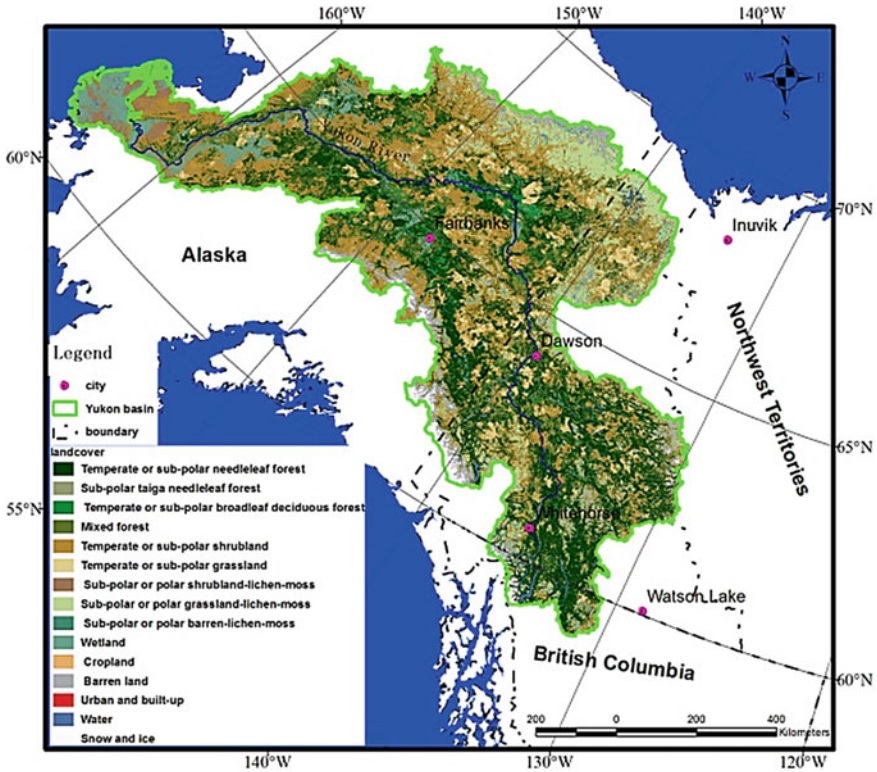 160°W
150°W
140°W
N
W E
S
60°N
Yukon River
70°N
Inuvik
Fairbanks
Alaska
Northwest Territories
Dawson
Legend
city
Yukon basin
boundary
landcover
Temperate or sub-polar needleleaf forest
Sub-polar taiga needleleaf forest
Temperate or sub-polar broadleaf deciduous forest
Mixed forest
Temperate or sub-polar shrubland
Temperate or sub-polar grassland
Sub-polar or polar shrubland-lichen-moss
Sub-polar or polar grassland-lichen-moss
Sub-polar or polar barren-lichen-moss
Wetland
Cropland
Barren land
Urban and built-up
Water
Snow and ice
65°N
55°N
Whitehorse
Watson Lake
British Columbia
60°N
200 100 0 200 400
Kilometers
140°W
130°W
120°W